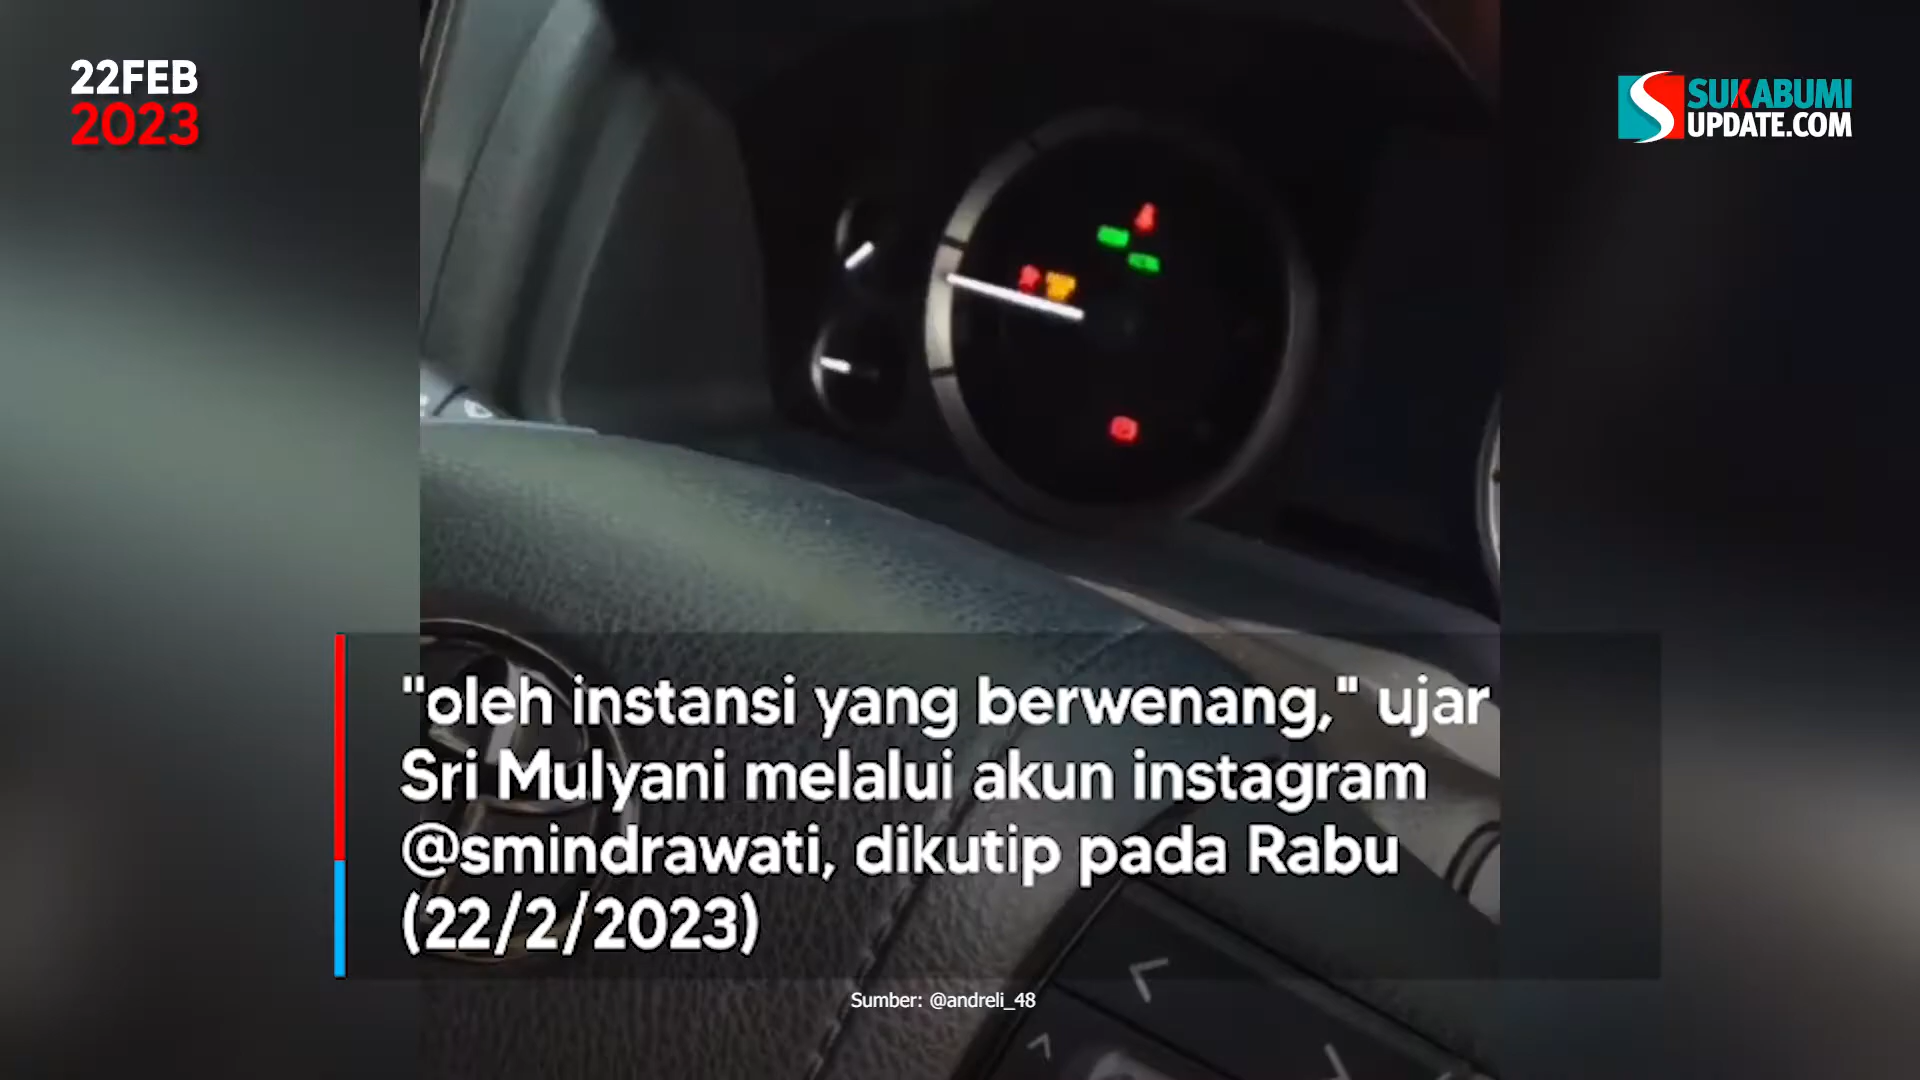 22FEB
2023
SUKABUMI
UPDATE.COM
"oleh instansi yang berwenang," ujar
Sri Mulyani melalui akun instagram
@smindrawati, dikutip pada Rabu
(22/2/2023)
Sumber: @andreli_48